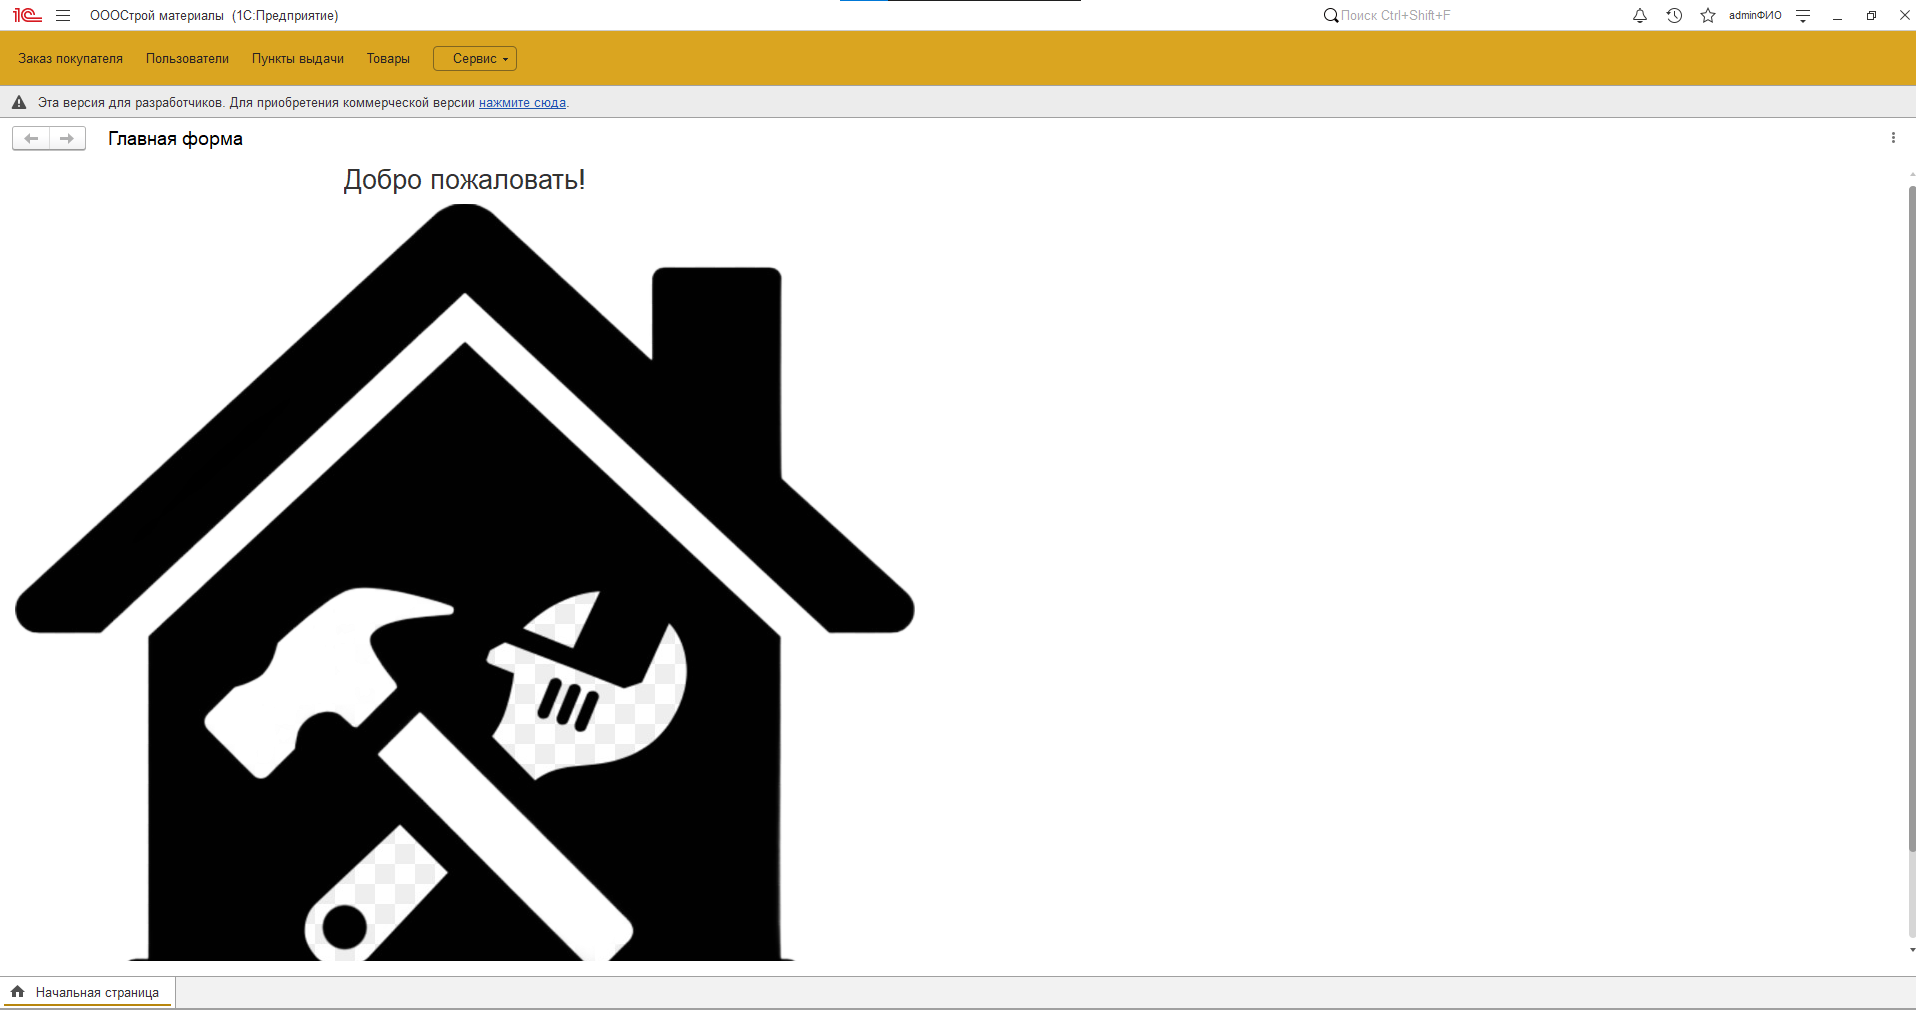 1С ОООСтрой материалы (1С:Предприятие) Поиск Ctrl+Shift+F adminФИО
Заказ покупателя Пользователи Пункты выдачи Товары Сервис
Эта версия для разработчиков. Для приобретения коммерческой версии нажмите сюда.
Главная форма
Добро пожаловать!
Начальная страница